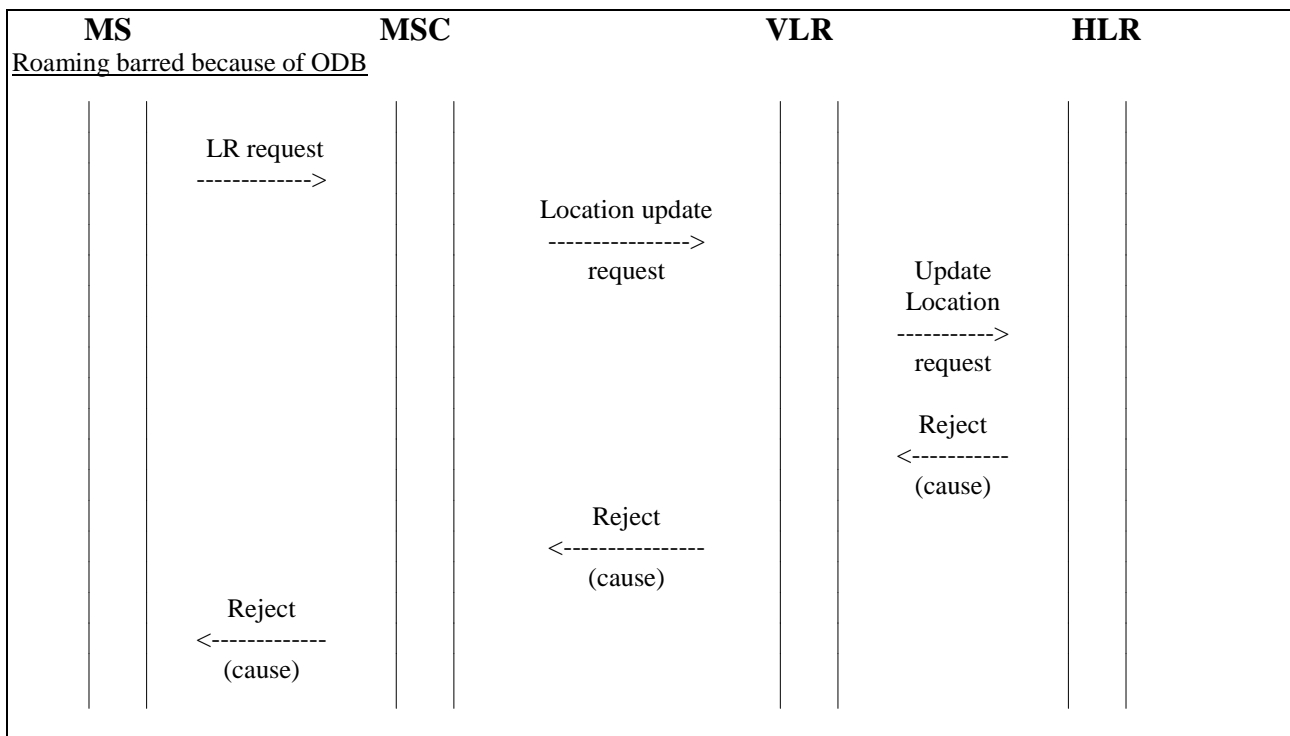 MS MSC VLR HLR
Roaming barred because of ODB
LR request
------------->
Location update
---------------->
request Update
Location
----------->
request
Reject
<-----------
(cause)
Reject
<----------------
(cause)
Reject
<-------------
(cause)